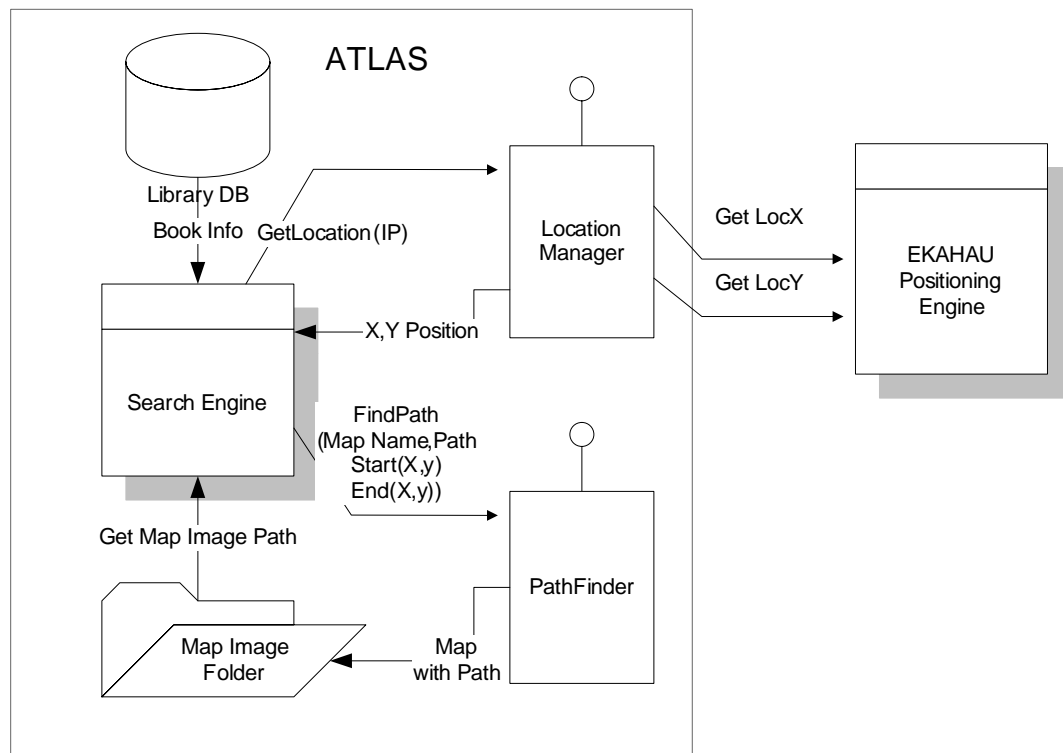 ATLAS
Library DB
Book Info
GetLocation(IP)
Location
Manager
Get LocX
Get LocY
EKAHAU
Positioning
Engine
X,Y Position
Search Engine
FindPath
(Map Name,Path
Start(X,y)
End(X,y))
Get Map Image Path
PathFinder
Map Image
Folder
Map
with Path